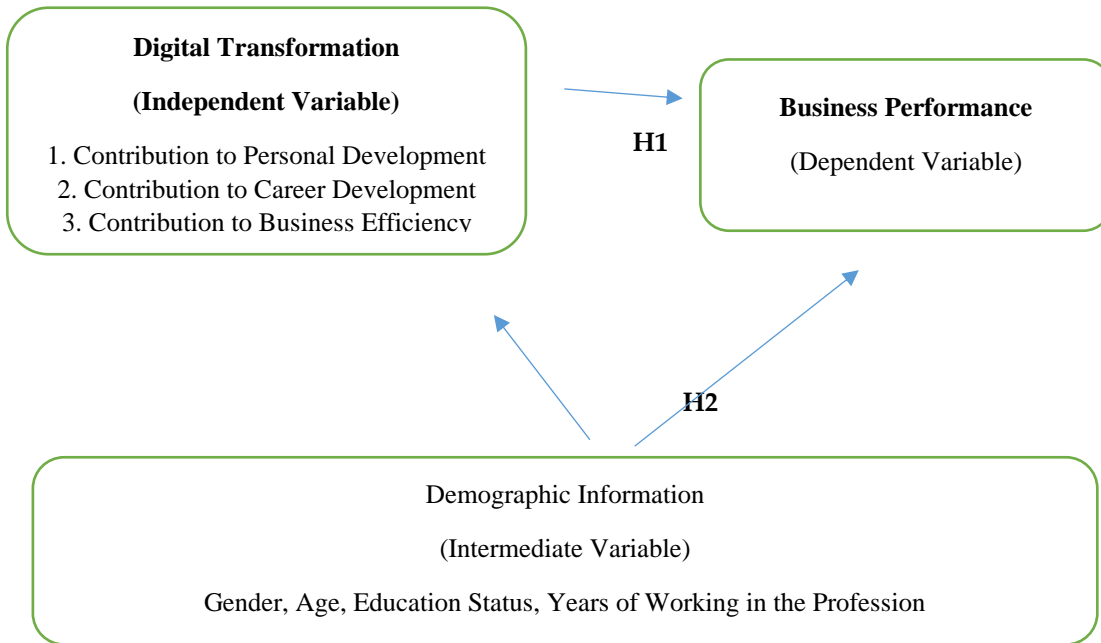 Digital Transformation
(Independent Variable)
1. Contribution to Personal Development
2. Contribution to Career Development
3. Contribution to Business Efficiency
H1
Business Performance
(Dependent Variable)
H2
Demographic Information
(Intermediate Variable)
Gender, Age, Education Status, Years of Working in the Profession